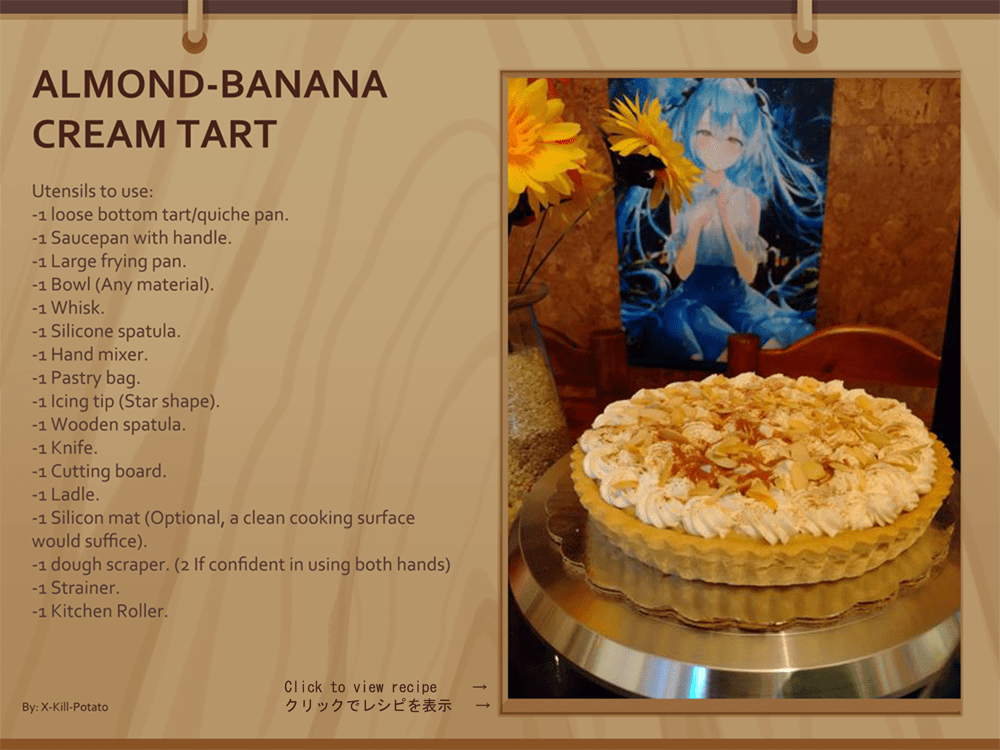 ALMOND-BANANA
CREAM TART
Utensils to use:
-1 loose bottom tart/quiche pan.
-1 Saucepan with handle.
-1 Large frying pan.
-1 Bowl (Any material).
-1 Whisk.
-1 Silicone spatula.
-1 Hand mixer.
-1 Pastry bag.
-1 Icing tip (Star shape).
-1 Wooden spatula.
-1 Knife.
-1 Cutting board.
-1 Ladle.
-1 Silicon mat (Optional, a clean cooking surface
would suffice).
-1 dough scraper. (2 If confident in using both hands)
-1 Strainer.
-1 Kitchen Roller.
Click to view recipe →
クリックでレシピを表示 →
By: X-Kill-Potato